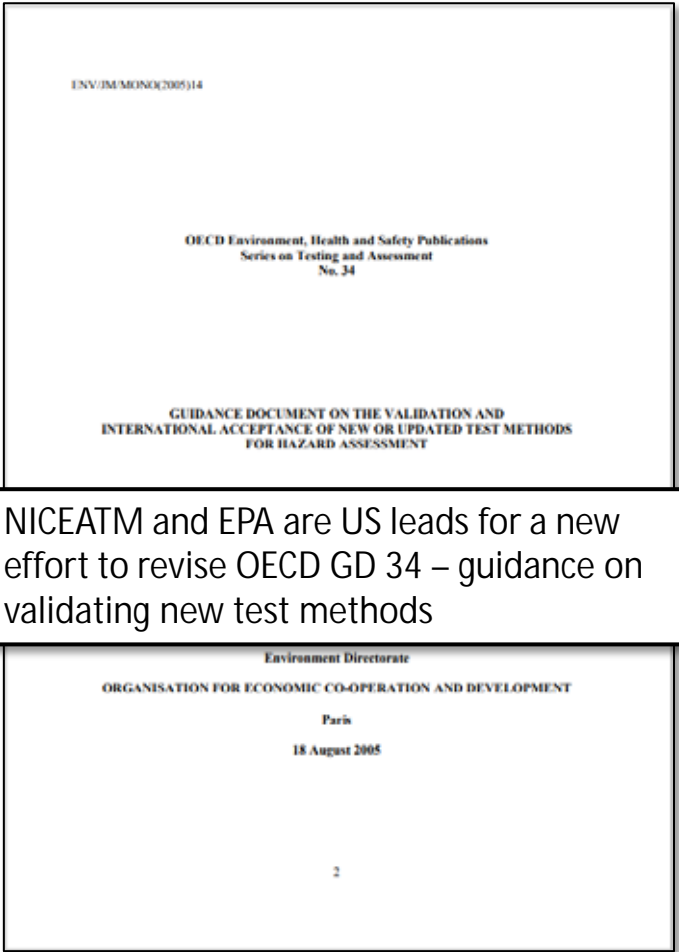 ENV/JM/MONO(2005)14
OECD Environment, Health and Safety Publications
Series on Testing and Assessment
No. 34
GUIDANCE DOCUMENT ON THE VALIDATION AND
INTERNATIONAL ACCEPTANCE OF NEW OR UPDATED TEST METHODS
FOR HAZARD ASSESSMENT
NICEATM and EPA are US leads for a new
effort to revise OECD GD 34 – guidance on
validating new test methods
Environment Directorate
ORGANISATION FOR ECONOMIC CO-OPERATION AND DEVELOPMENT
Paris
18 August 2005
2